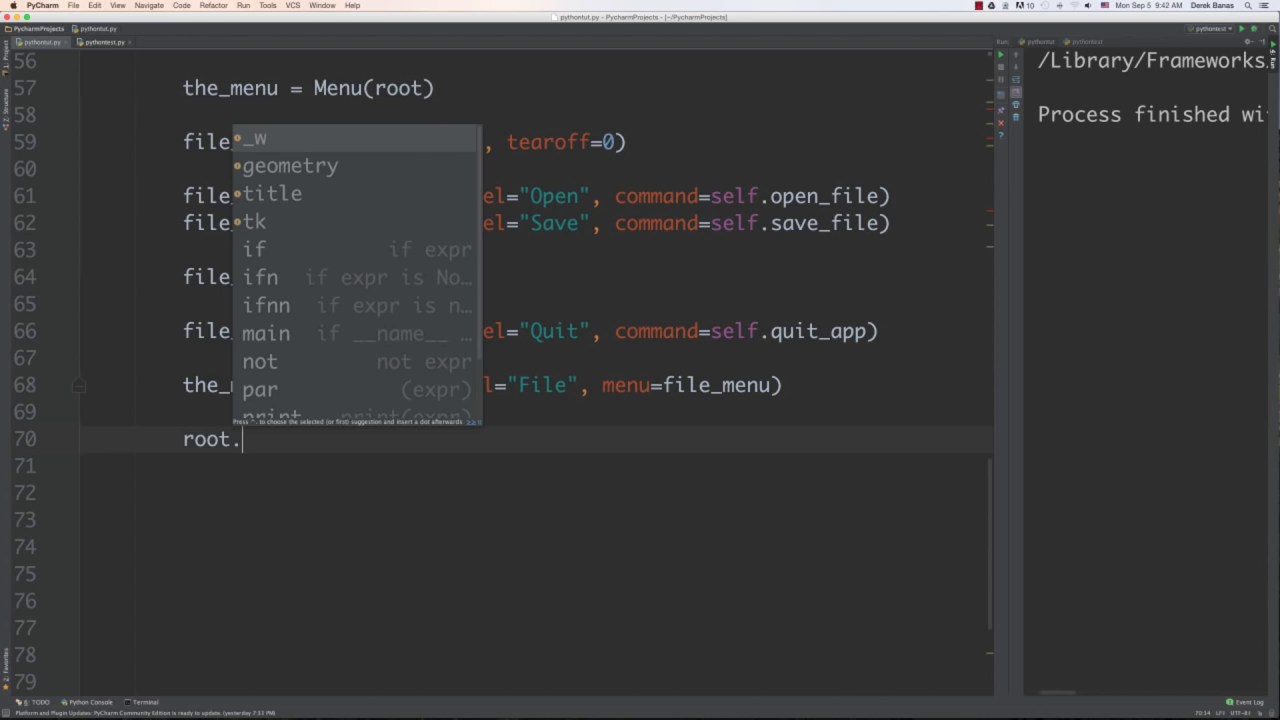 PyCharm File Edit View Navigate Code Refactor Run Tools VCS Window Help 10 Mon Sep 5 9:42 AM Derek Banas
pythontut.py - PycharmProjects - [~/PycharmProjects]
PycharmProjects pythontut.py pythontest
pythontut.py pythontest.py Run: pythontut pythontest
1: Project
7: Structure
2: Favorites
4: Run
56
57 the_menu = Menu(root)
58
59 file_ , tearoff=0)
60
61 file_ el="Open", command=self.open_file)
62 file_ el="Save", command=self.save_file)
63
64 file_
65
66 file_ el="Quit", command=self.quit_app)
67
68 the_m l="File", menu=file_menu)
69
70 root.
71
72
73
74
75
76
77
78
79
_w
geometry
title
tk
if if expr
ifn if expr is No…
ifnn if expr is n…
main if __name__ …
not not expr
par (expr)
print print(expr)
Press ^. to choose the selected (or first) suggestion and insert a dot afterwards >>
/Library/Frameworks
Process finished wi
6: TODO Python Console Terminal Event Log
Platform and Plugin Updates: PyCharm Community Edition is ready to update. (yesterday 7:31 PM) 70:14 LF: UTF-8: